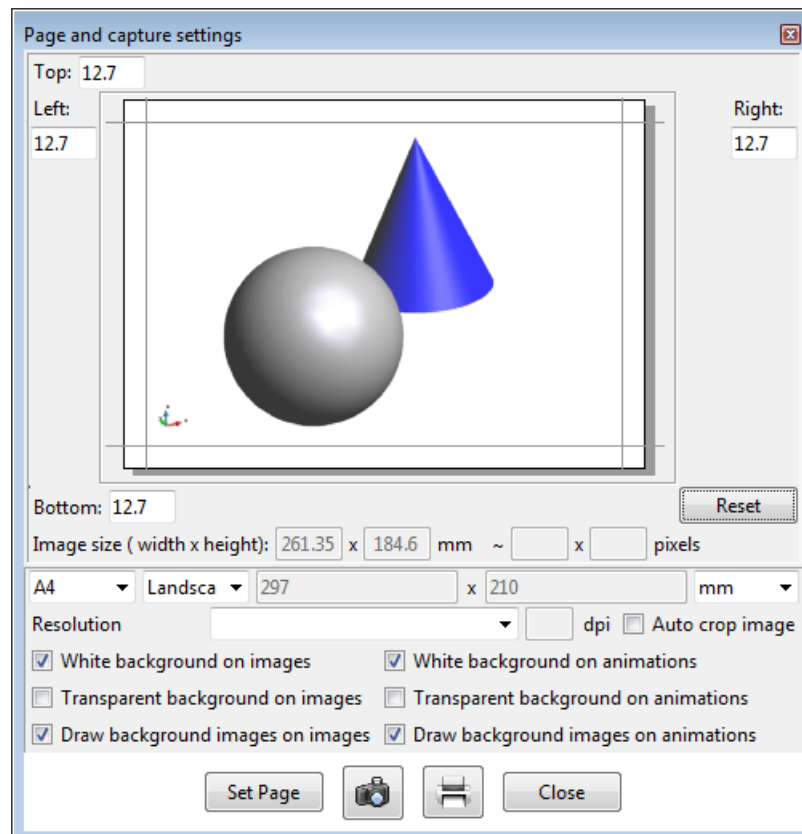 Page and capture settings
Top: 12.7
Left: Right:
12.7 12.7
Bottom: 12.7 Reset
Image size ( width x height): 261.35 x 184.6 mm ~ x pixels
A4 Landsca 297 x 210 mm
Resolution dpi Auto crop image
White background on images White background on animations
Transparent background on images Transparent background on animations
Draw background images on images Draw background images on animations
Set Page Close